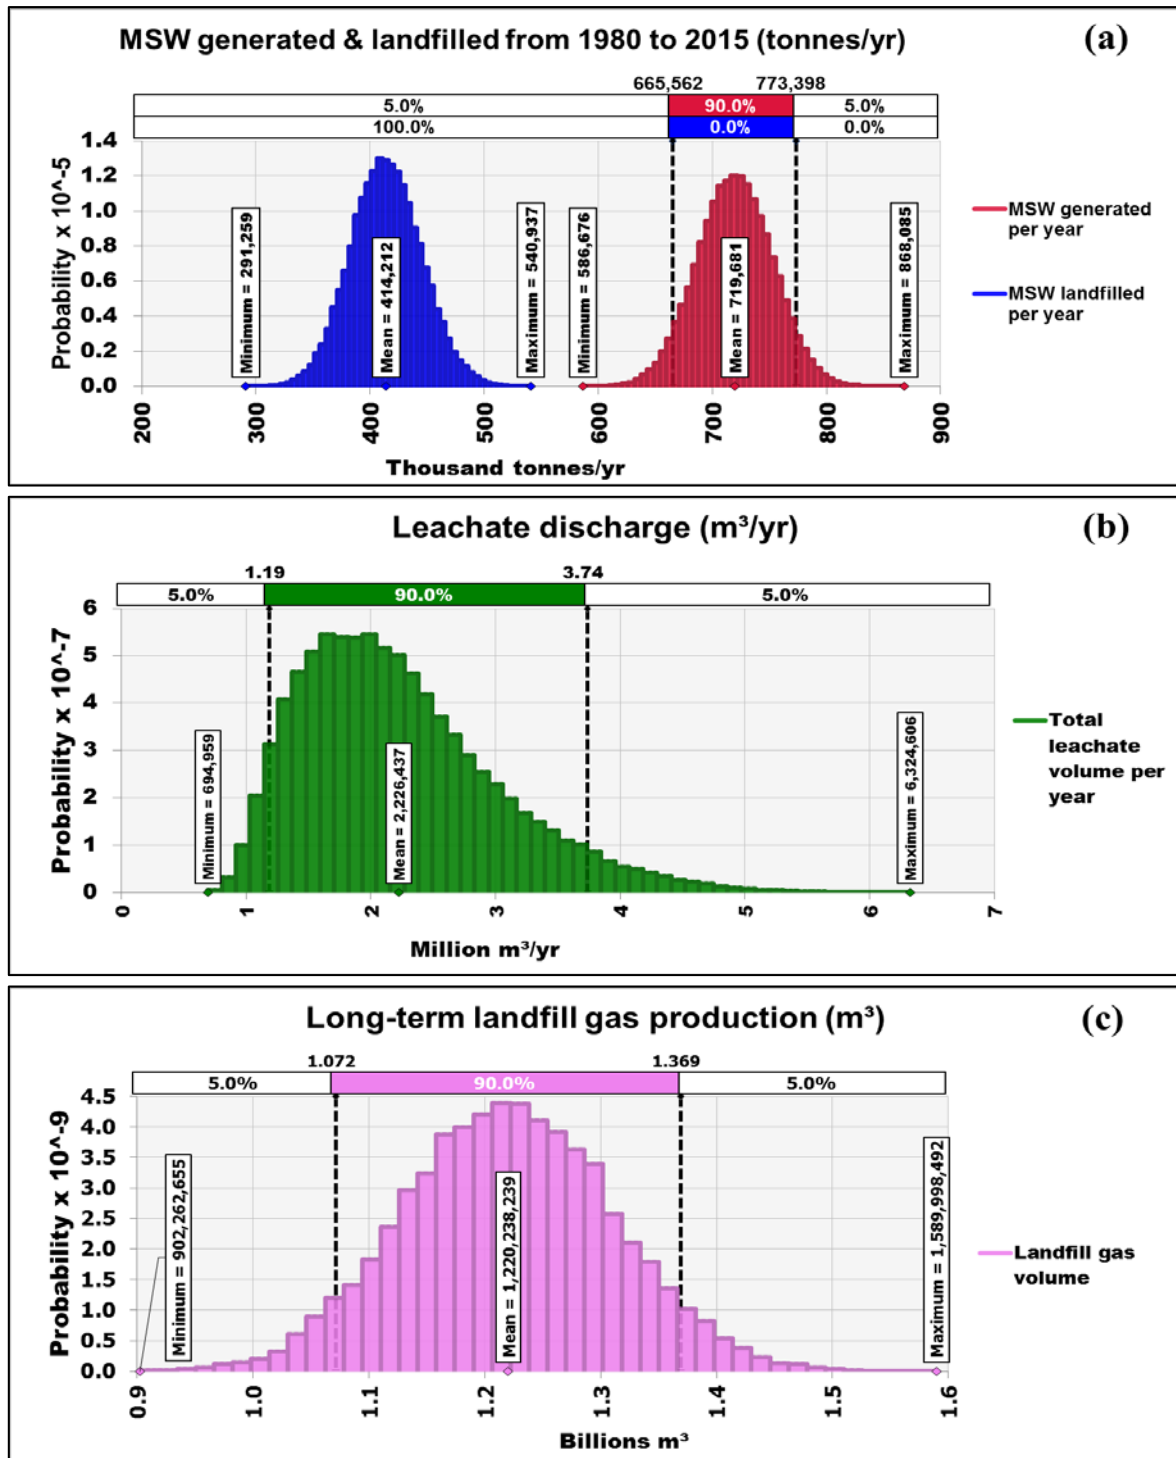 MSW generated & landfilled from 1980 to 2015 (tonnes/yr)
(a)
665,562 773,398
5.0% 90.0% 5.0%
100.0% 0.0% 0.0%
Probability x 10^-5
1.4
1.2
1.0
0.8
0.6
0.4
0.2
0.0
Minimum = 291,259
Mean = 414,212
Maximum = 540,937
Minimum = 586,676
Mean = 719,681
Maximum = 868,085
200 300 400 500 600 700 800 900
Thousand tonnes/yr
MSW generated
per year
MSW landfilled
per year
Leachate discharge (m³/yr)
(b)
1.19 3.74
5.0% 90.0% 5.0%
Probability x 10^-7
6
5
4
3
2
1
0
Minimum = 694,959
Mean = 2,226,437
Maximum = 6,324,606
0 1 2 3 4 5 6 7
Million m³/yr
Total
leachate
volume per
year
Long-term landfill gas production (m³)
(c)
1.072 1.369
5.0% 90.0% 5.0%
Probability x 10^-9
4.5
4.0
3.5
3.0
2.5
2.0
1.5
1.0
0.5
0.0
Minimum = 902,262,655
Mean = 1,220,238,239
Maximum = 1,589,998,492
0.9 1.0 1.1 1.2 1.3 1.4 1.5 1.6
Billions m³
Landfill gas
volume